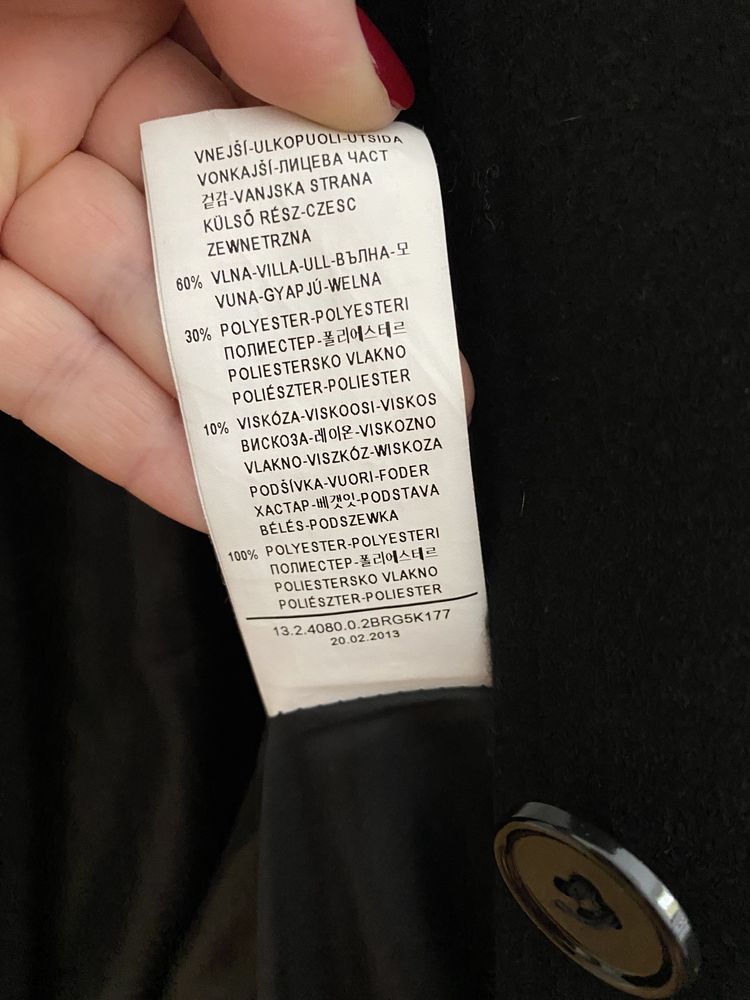 VNEJŠÍ-ULKOPUOLI-UTSIDA
VONKAJŠÍ-ЛИЦЕВА ЧАСТ
겉감-VANJSKA STRANA
KÜLSŐ RÉSZ-CZESC
ZEWNETRZNA
60% VLNA-VILLA-ULL-ВЪЛНА-모
VUNA-GYAPJÚ-WELNA
30% POLYESTER-POLYESTERI
ПОЛИЕСТЕР-폴리에스테르
POLIESTERSKO VLAKNO
POLIÉSZTER-POLIESTER
10% VISKÓZA-VISKOOSI-VISKOS
ВИСКОЗА-레이온-VISKOZNO
VLAKNO-VISZKÓZ-WISKOZA
PODŠÍVKA-VUORI-FODER
ХАСТАР-베갯잇-PODSTAVA
BÉLÉS-PODSZEWKA
100% POLYESTER-POLYESTERI
ПОЛИЕСТЕР-폴리에스테르
POLIESTERSKO VLAKNO
POLIÉSZTER-POLIESTER
13.2.4080.0.2BRG5K177
20.02.2013